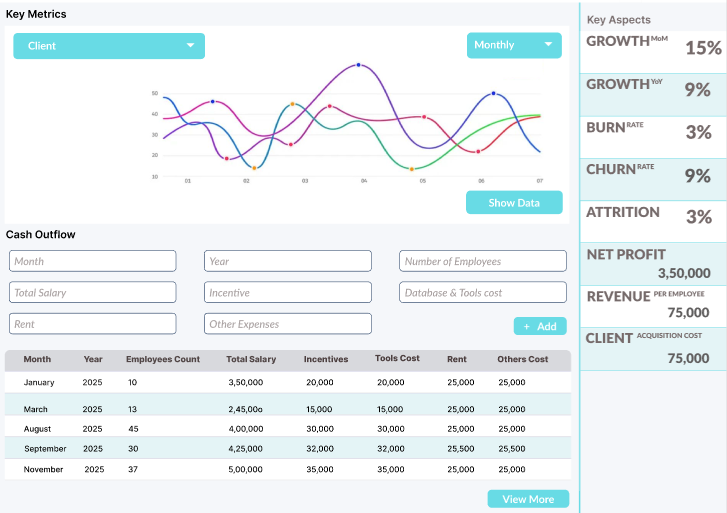 Key Metrics
Client
Monthly
50
40
30
20
10
01 02 03 04 05 06 07
Show Data
Cash Outflow
Month Year Number of Employees
Total Salary Incentive Database & Tools cost
Rent Other Expenses
+ Add
Month Year Employees Count Total Salary Incentives Tools Cost Rent Others Cost
January 2025 10 3,50,000 20,000 20,000 25,000 25,000
March 2025 13 2,45,00o 15,000 15,000 25,000 25,000
August 2025 45 4,00,000 30,000 30,000 25,000 25,000
September 2025 30 4,25,000 32,000 32,000 25,500 25,500
November 2025 37 5,00,000 35,000 35,000 25,000 25,000
View More
Key Aspects
GROWTH MoM 15%
GROWTH YoY 9%
BURN RATE 3%
CHURN RATE 9%
ATTRITION 3%
NET PROFIT
3,50,000
REVENUE PER EMPLOYEE
75,000
CLIENT ACQUISITION COST
75,000